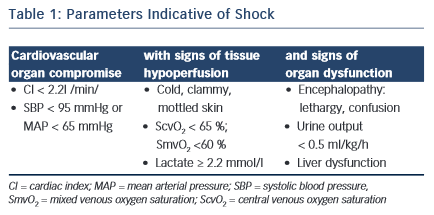 Table 1: Parameters Indicative of Shock
Cardiovascular
organ compromise
• CI < 2.2l /min/
• SBP < 95 mmHg or
MAP < 65 mmHg
with signs of tissue
hypoperfusion
• Cold, clammy,
mottled skin
• ScvO₂ < 65 %;
SmvO₂ <60 %
• Lactate ≥ 2.2 mmol/l
and signs of
organ dysfunction
• Encephalopathy:
lethargy, confusion
• Urine output
< 0.5 ml/kg/h
• Liver dysfunction
CI = cardiac index; MAP = mean arterial pressure; SBP = systolic blood pressure,
SmvO₂ = mixed venous oxygen saturation; ScvO₂ = central venous oxygen saturation